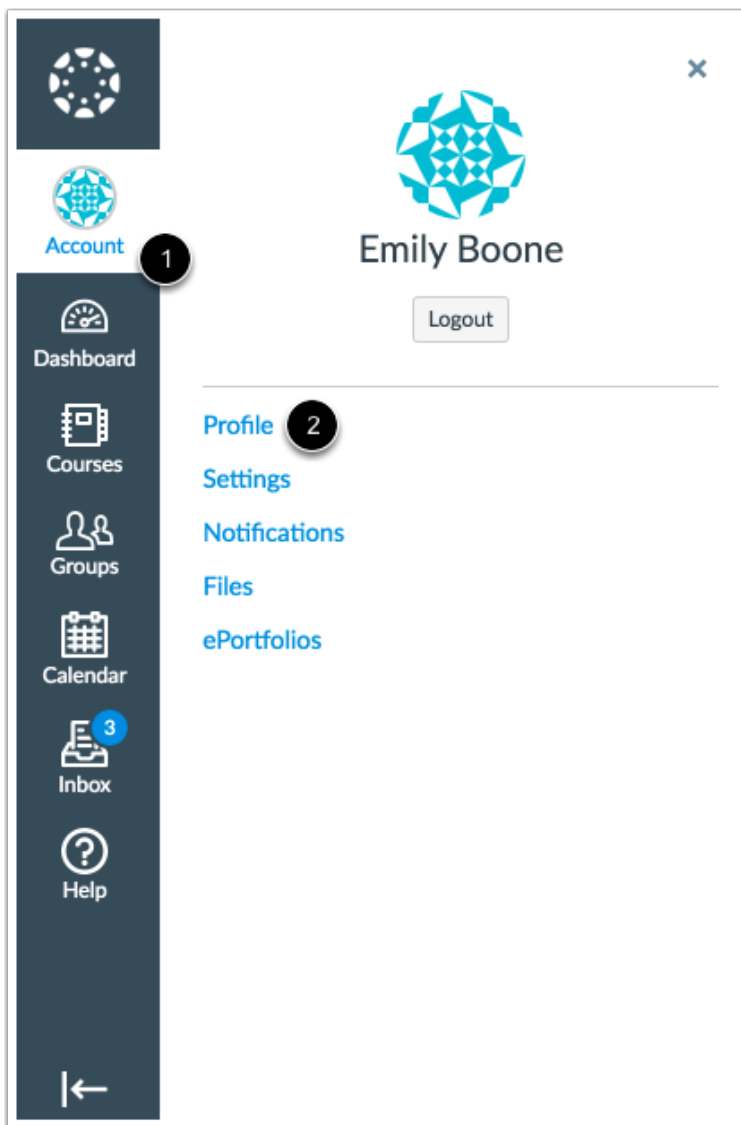 Account
1
Dashboard
Courses
Groups
Calendar
3
Inbox
Help
Emily Boone
Logout
Profile 2
Settings
Notifications
Files
ePortfolios